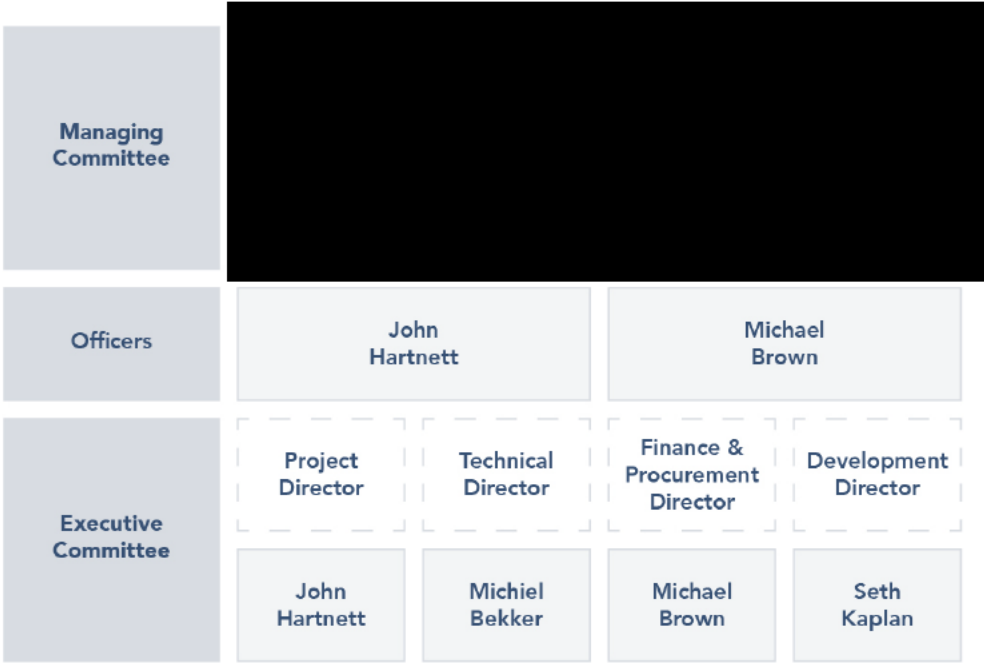 Managing
Committee
Officers
John
Hartnett
Michael
Brown
Executive
Committee
Project
Director
Technical
Director
Finance &
Procurement
Director
Development
Director
John
Hartnett
Michiel
Bekker
Michael
Brown
Seth
Kaplan